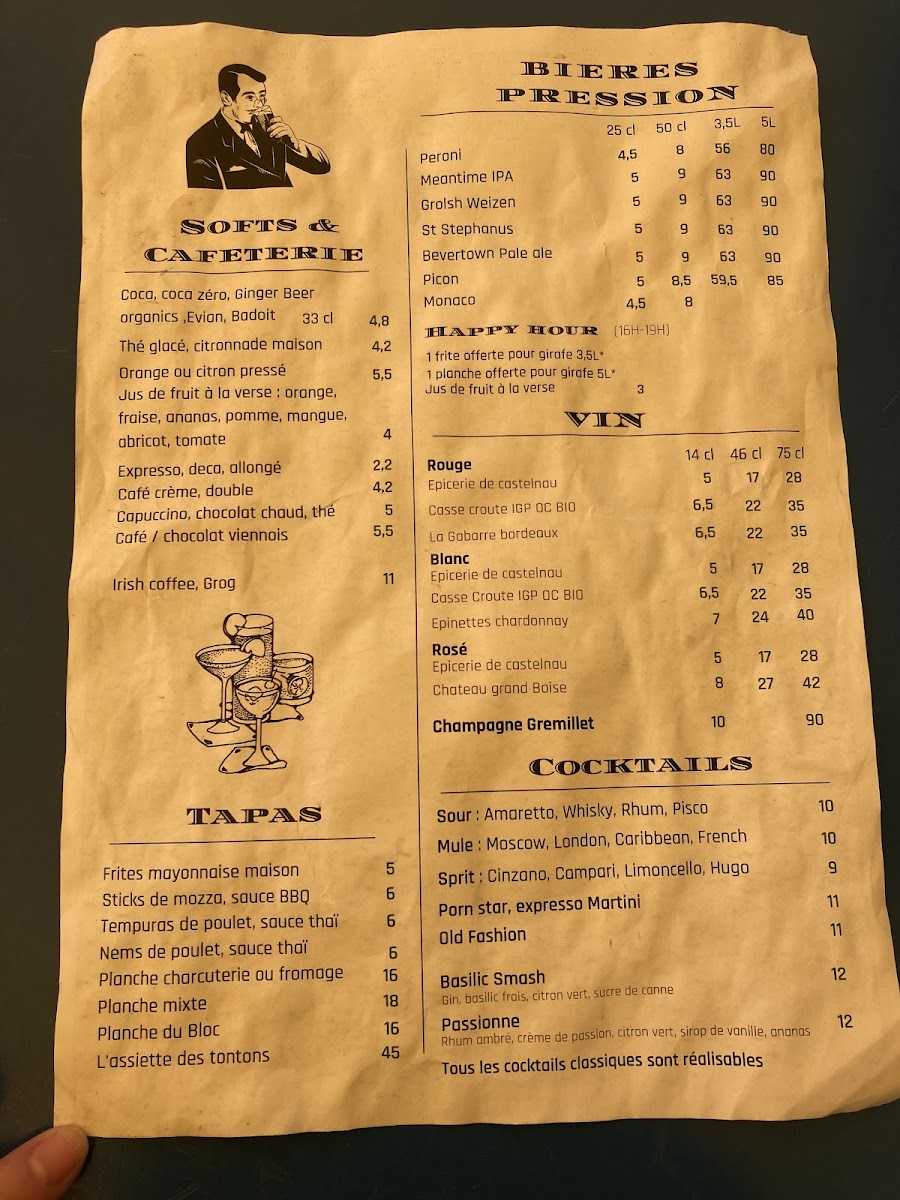 SOFTS &
CAFETERIE
Coca, coca zéro, Ginger Beer
organics ,Evian, Badoit 33 cl 4,8
Thé glacé, citronnade maison 4,2
Orange ou citron pressé 5,5
Jus de fruit à la verse : orange,
fraise, ananas, pomme, mangue,
abricot, tomate 4
Expresso, deca, allongé 2,2
Café crème, double 4,2
Capuccino, chocolat chaud, thé 5
Café / chocolat viennois 5,5
Irish coffee, Grog 11
TAPAS
Frites mayonnaise maison 5
Sticks de mozza, sauce BBQ 6
Tempuras de poulet, sauce thaï 6
Nems de poulet, sauce thaï 6
Planche charcuterie ou fromage 16
Planche mixte 18
Planche du Bloc 16
L'assiette des tontons 45
BIERES
PRESSION
25 cl 50 cl 3,5L 5L
Peroni 4,5 8 56 80
Meantime IPA 5 9 63 90
Grolsh Weizen 5 9 63 90
St Stephanus 5 9 63 90
Bevertown Pale ale 5 9 63 90
Picon 5 8,5 59,5 85
Monaco 4,5 8
HAPPY HOUR (16H-19H)
1 frite offerte pour girafe 3,5L*
1 planche offerte pour girafe 5L*
Jus de fruit à la verse 3
VIN
14 cl 46 cl 75 cl
Rouge
Epicerie de castelnau 5 17 28
Casse croute IGP OC BIO 6,5 22 35
La Gabarre bordeaux 6,5 22 35
Blanc
Epicerie de castelnau 5 17 28
Casse Croute IGP OC BIO 6,5 22 35
Epinettes chardonnay 7 24 40
Rosé
Epicerie de castelnau 5 17 28
Chateau grand Boise 8 27 42
Champagne Gremillet 10 90
COCKTAILS
Sour : Amaretto, Whisky, Rhum, Pisco 10
Mule : Moscow, London, Caribbean, French 10
Sprit : Cinzano, Campari, Limoncello, Hugo 9
Porn star, expresso Martini 11
Old Fashion 11
Basilic Smash 12
Gin, basilic frais, citron vert, sucre de canne
Passionne 12
Rhum ambré, crème de passion, citron vert, sirop de vanille, ananas
Tous les cocktails classiques sont réalisables